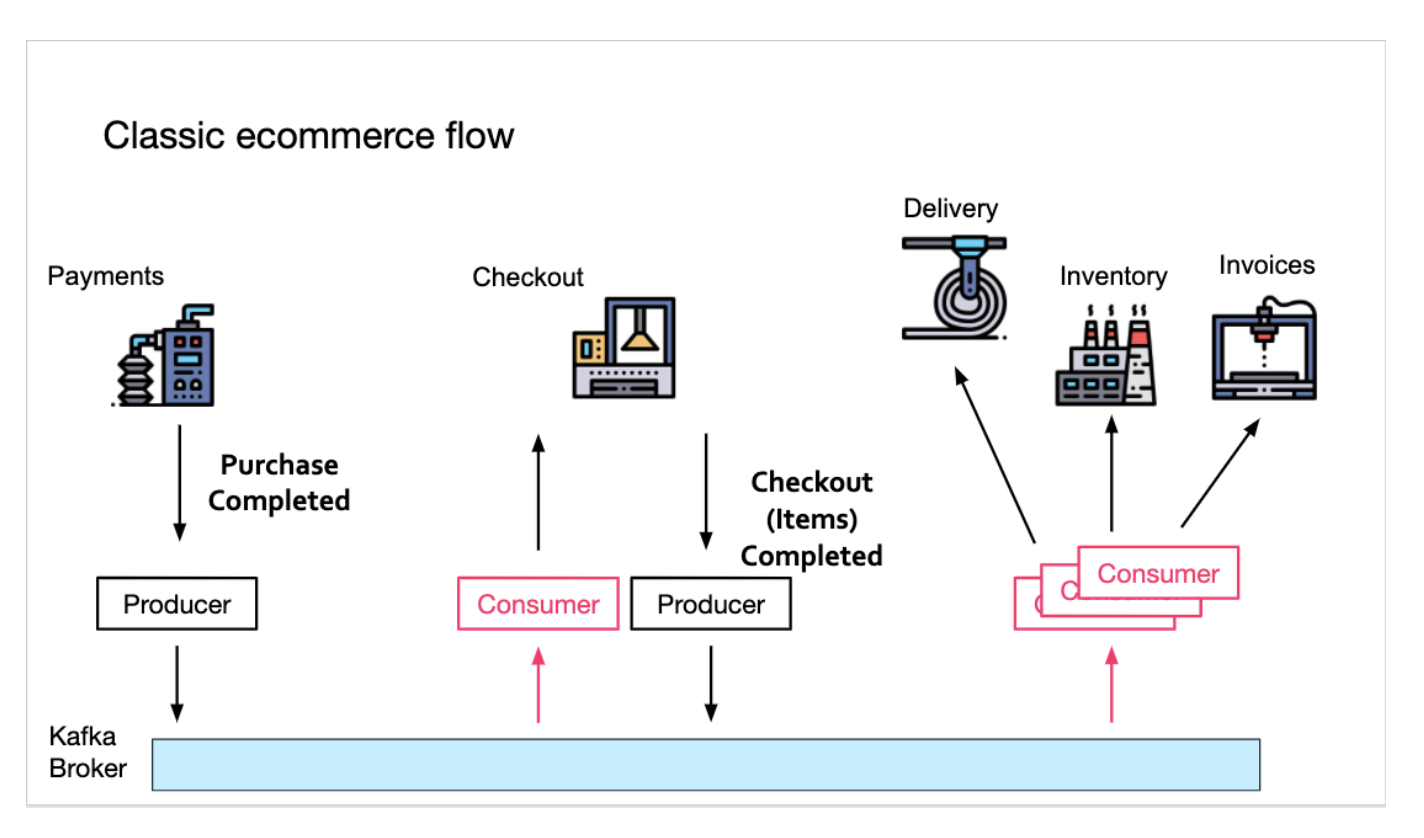 Classic ecommerce flow
Delivery
Payments
Checkout
Inventory
Invoices
Purchase
Completed
Checkout
(Items)
Completed
Producer
Consumer
Producer
Consumer
Kafka
Broker